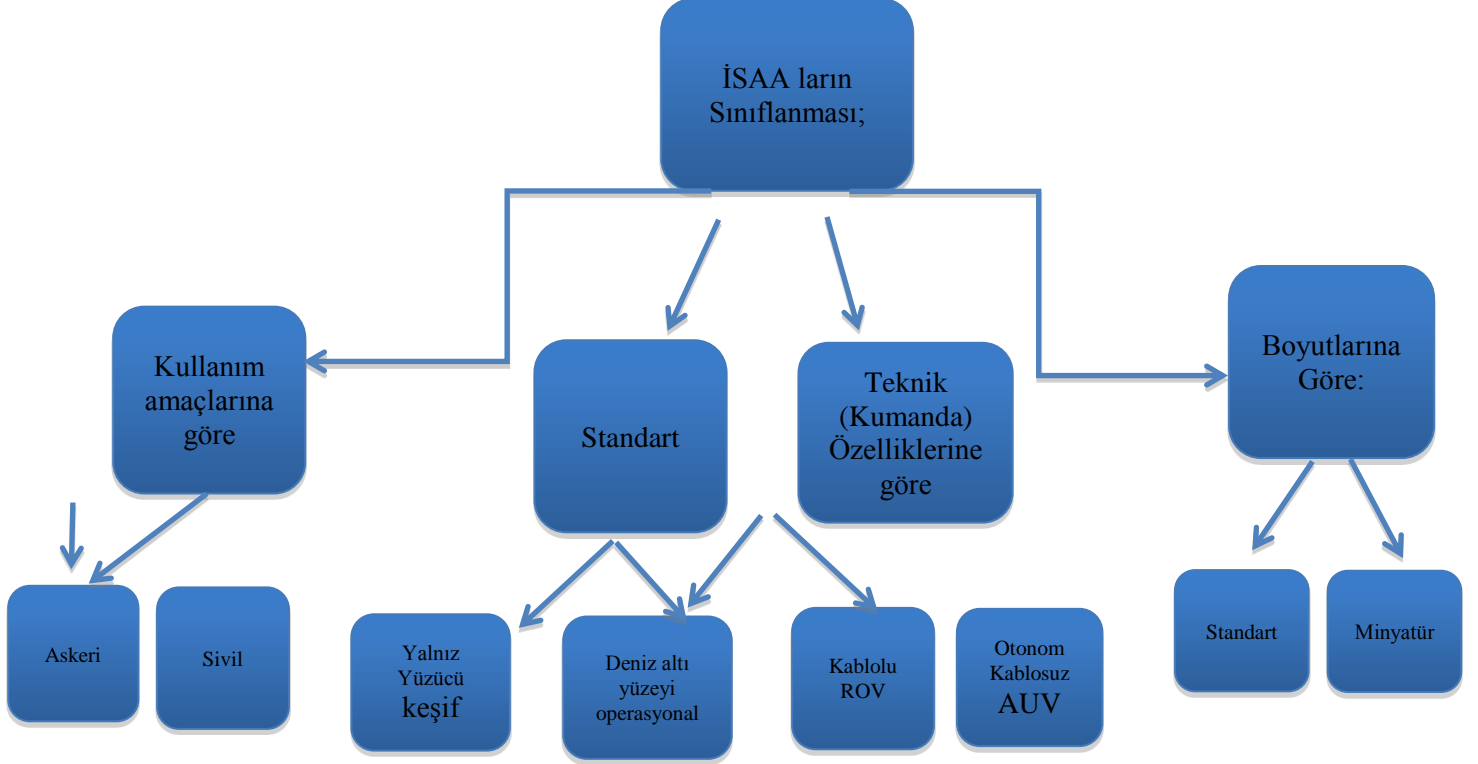 İSAA ların
Sınıflanması;
Kullanım
amaçlarına
göre
Standart
Teknik
(Kumanda)
Özelliklerine
göre
Boyutlarına
Göre:
Askeri
Sivil
Yalnız
Yüzücü
keşif
Deniz altı
yüzeyi
operasyonal
Kablolu
ROV
Otonom
Kablosuz
AUV
Standart
Minyatür